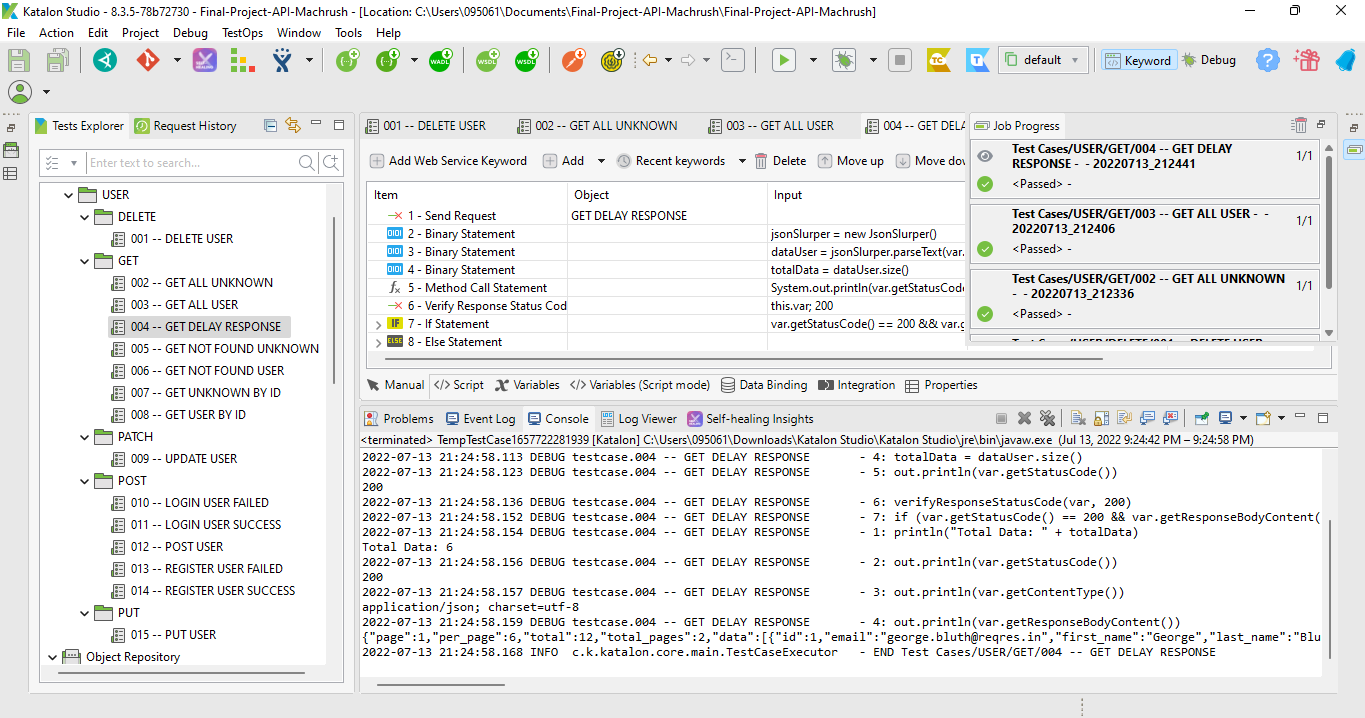 Katalon Studio - 8.3.5-78b72730 - Final-Project-API-Machrush - [Location: C:\Users\095061\Documents\Final-Project-API-Machrush\Final-Project-API-Machrush]
File Action Edit Project Debug TestOps Window Tools Help
WADL WSDL WSDL TC T default Keyword Debug
Tests Explorer Request History
Enter text to search...
USER
DELETE
001 -- DELETE USER
GET
002 -- GET ALL UNKNOWN
003 -- GET ALL USER
004 -- GET DELAY RESPONSE
005 -- GET NOT FOUND UNKNOWN
006 -- GET NOT FOUND USER
007 -- GET UNKNOWN BY ID
008 -- GET USER BY ID
PATCH
009 -- UPDATE USER
POST
010 -- LOGIN USER FAILED
011 -- LOGIN USER SUCCESS
012 -- POST USER
013 -- REGISTER USER FAILED
014 -- REGISTER USER SUCCESS
PUT
015 -- PUT USER
Object Repository
001 -- DELETE USER 002 -- GET ALL UNKNOWN 003 -- GET ALL USER 004 -- GET DELA
Add Web Service Keyword Add Recent keywords Delete Move up Move dov
Item Object Input
1 - Send Request GET DELAY RESPONSE
2 - Binary Statement jsonSlurper = new JsonSlurper()
3 - Binary Statement dataUser = jsonSlurper.parseText(var.
4 - Binary Statement totalData = dataUser.size()
5 - Method Call Statement System.out.println(var.getStatusCod
6 - Verify Response Status Cod this.var; 200
IF 7 - If Statement var.getStatusCode() == 200 && var.g
ELSE 8 - Else Statement
Manual Script Variables Variables (Script mode) Data Binding Integration Properties
Job Progress
Test Cases/USER/GET/004 -- GET DELAY
RESPONSE - - 20220713_212441 1/1
<Passed> -
Test Cases/USER/GET/003 -- GET ALL USER - -
20220713_212406 1/1
<Passed> -
Test Cases/USER/GET/002 -- GET ALL UNKNOWN
- - 20220713_212336 1/1
<Passed> -
Problems Event Log Console Log Viewer Self-healing Insights
<terminated> TempTestCase1657722281939 [Katalon] C:\Users\095061\Downloads\Katalon Studio\Katalon Studio\jre\bin\javaw.exe (Jul 13, 2022 9:24:42 PM – 9:24:58 PM)
2022-07-13 21:24:58.113 DEBUG testcase.004 -- GET DELAY RESPONSE - 4: totalData = dataUser.size()
2022-07-13 21:24:58.123 DEBUG testcase.004 -- GET DELAY RESPONSE - 5: out.println(var.getStatusCode())
200
2022-07-13 21:24:58.136 DEBUG testcase.004 -- GET DELAY RESPONSE - 6: verifyResponseStatusCode(var, 200)
2022-07-13 21:24:58.152 DEBUG testcase.004 -- GET DELAY RESPONSE - 7: if (var.getStatusCode() == 200 && var.getResponseBodyContent(
2022-07-13 21:24:58.154 DEBUG testcase.004 -- GET DELAY RESPONSE - 1: println("Total Data: " + totalData)
Total Data: 6
2022-07-13 21:24:58.156 DEBUG testcase.004 -- GET DELAY RESPONSE - 2: out.println(var.getStatusCode())
200
2022-07-13 21:24:58.157 DEBUG testcase.004 -- GET DELAY RESPONSE - 3: out.println(var.getContentType())
application/json; charset=utf-8
2022-07-13 21:24:58.159 DEBUG testcase.004 -- GET DELAY RESPONSE - 4: out.println(var.getResponseBodyContent())
{"page":1,"per_page":6,"total":12,"total_pages":2,"data":[{"id":1,"email":"george.bluth@reqres.in","first_name":"George","last_name":"Blu
2022-07-13 21:24:58.168 INFO c.k.katalon.core.main.TestCaseExecutor - END Test Cases/USER/GET/004 -- GET DELAY RESPONSE